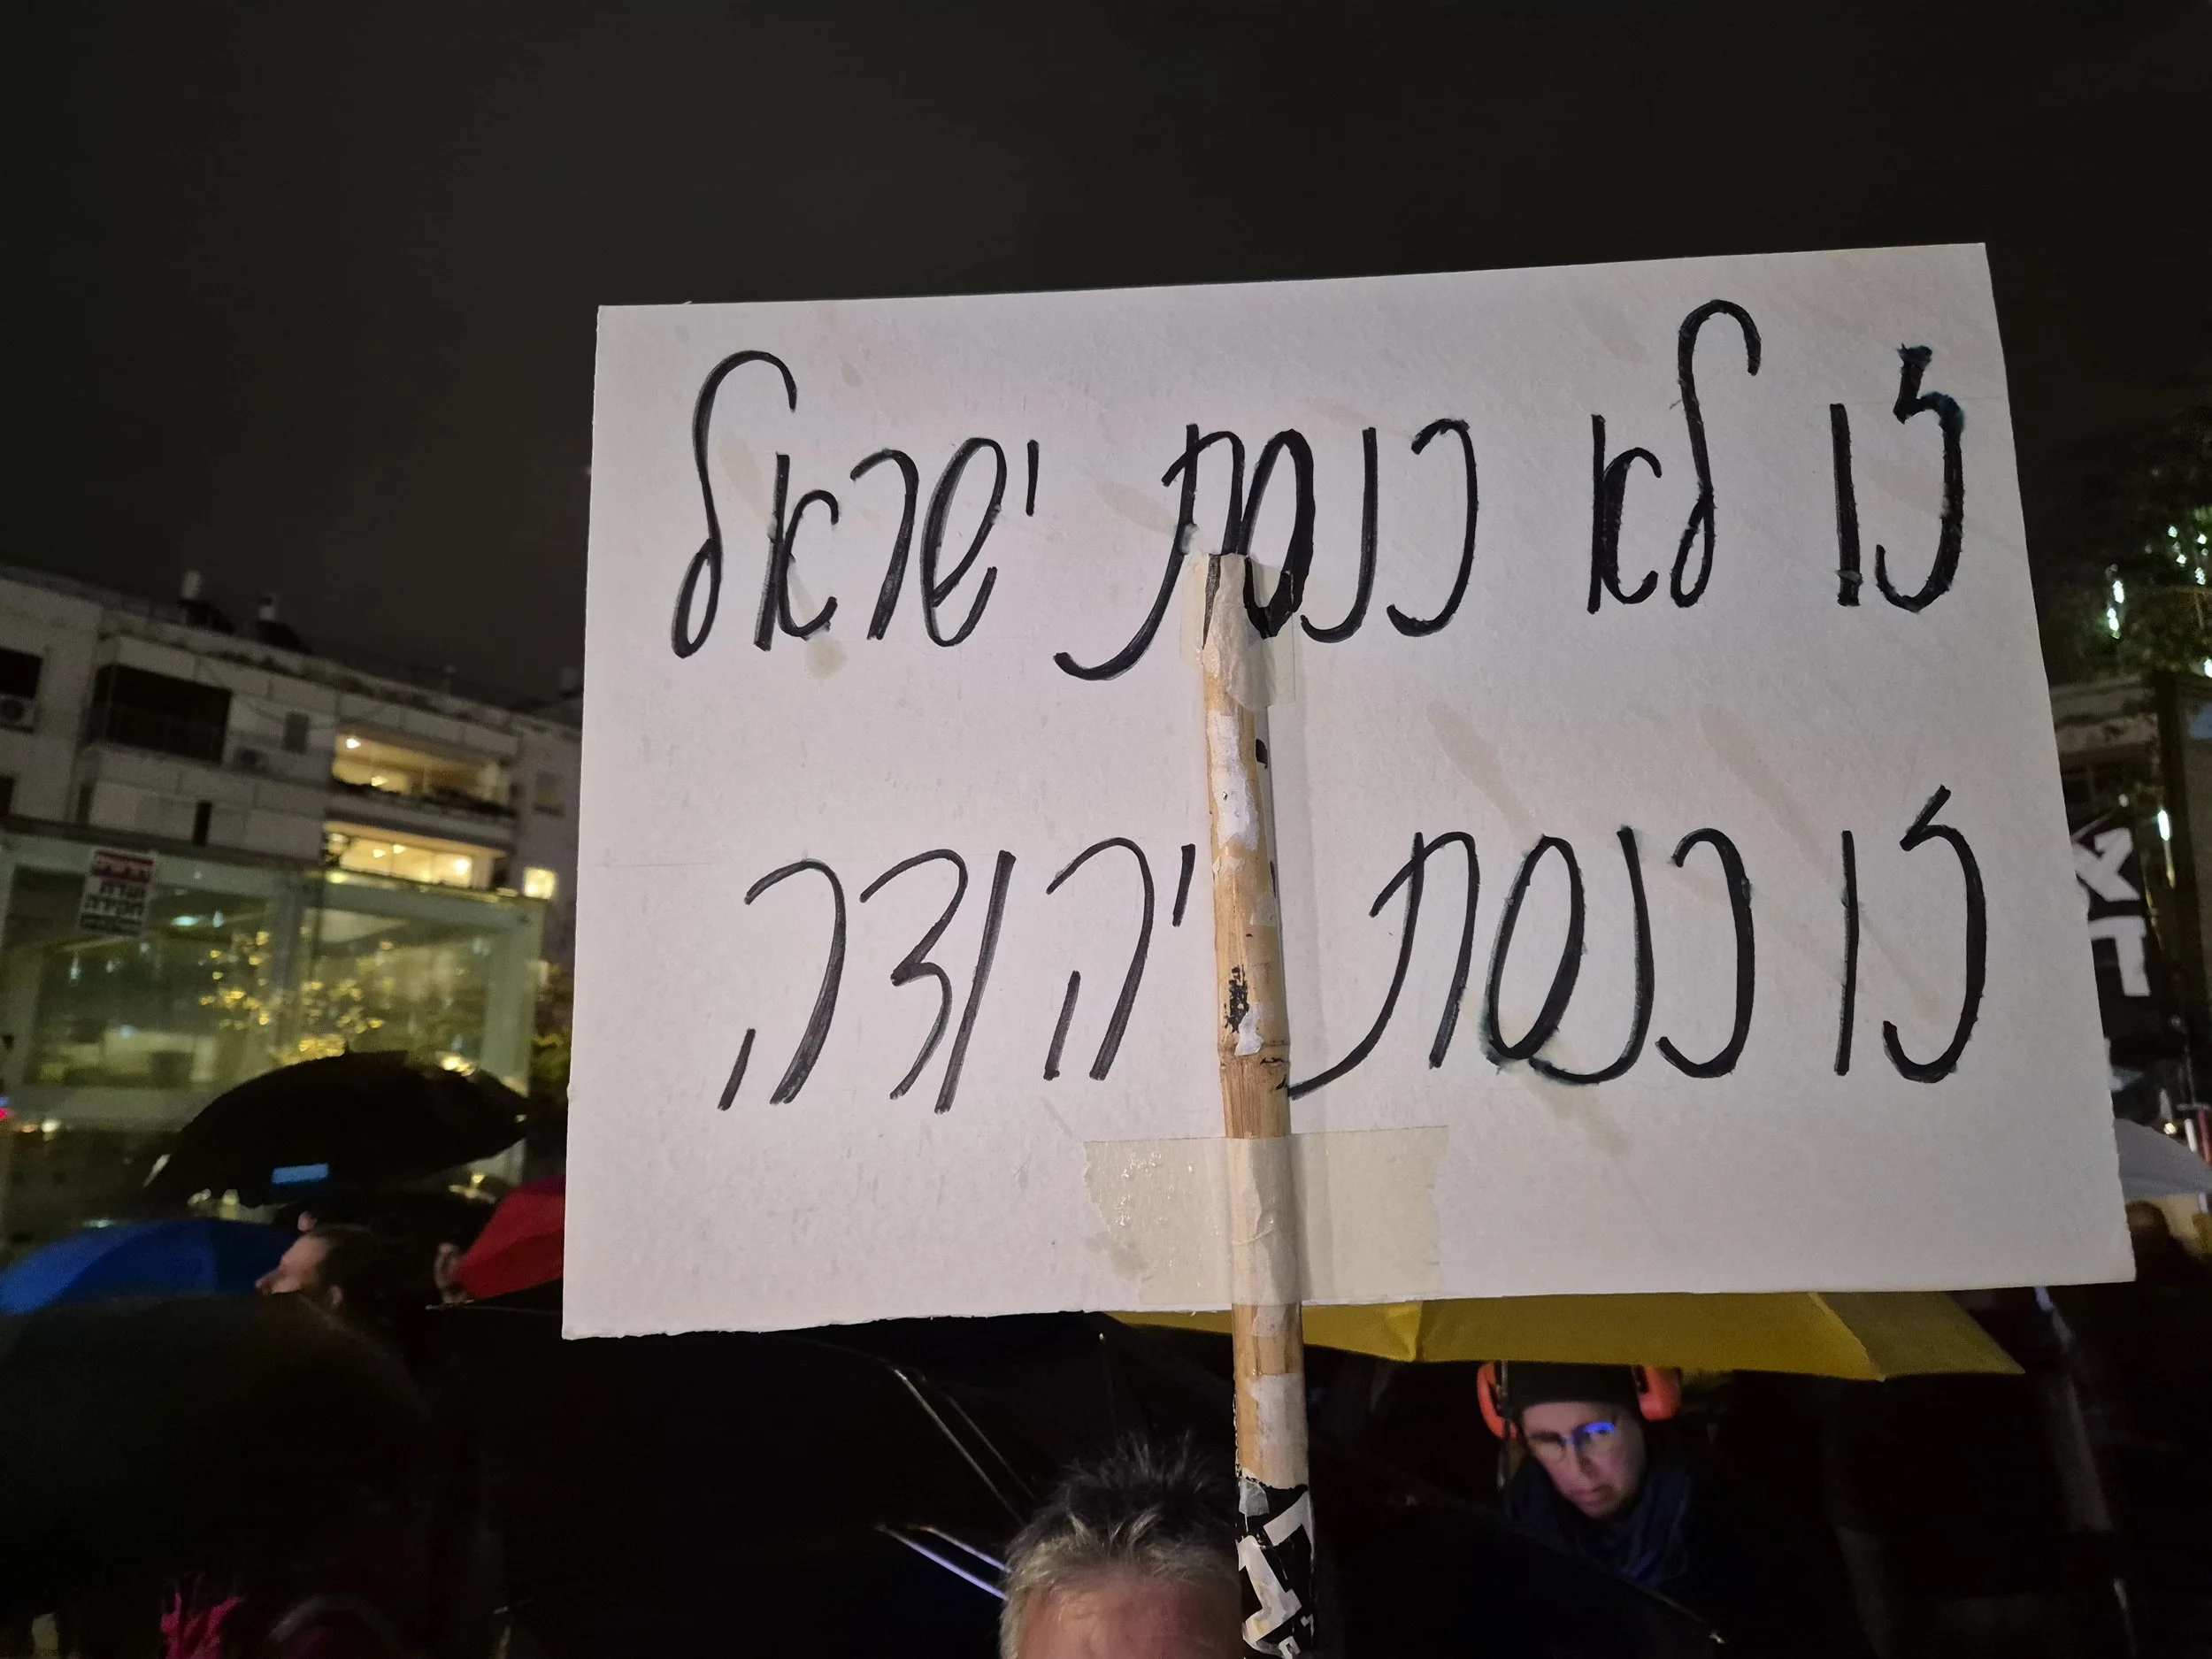 זו לא כנסת ישראל
זו כנסת יהודה